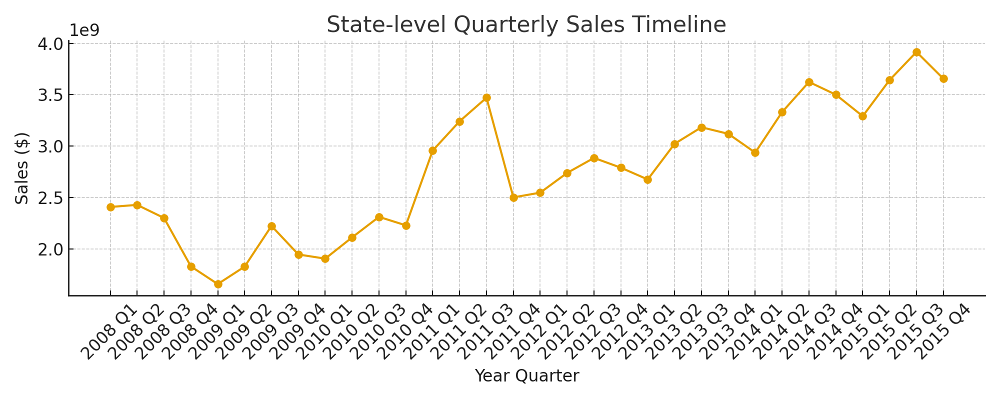 State-level Quarterly Sales Timeline
1e9
4.0
3.5
3.0
2.5
2.0
Sales ($)
2008 Q1
2008 Q2
2008 Q3
2008 Q4
2009 Q1
2009 Q2
2009 Q3
2009 Q4
2010 Q1
2010 Q2
2010 Q3
2010 Q4
2011 Q1
2011 Q2
2011 Q3
2011 Q4
2012 Q1
2012 Q2
2012 Q3
2012 Q4
2013 Q1
2013 Q2
2013 Q3
2013 Q4
2014 Q1
2014 Q2
2014 Q3
2014 Q4
2015 Q1
2015 Q2
2015 Q3
2015 Q4
Year Quarter